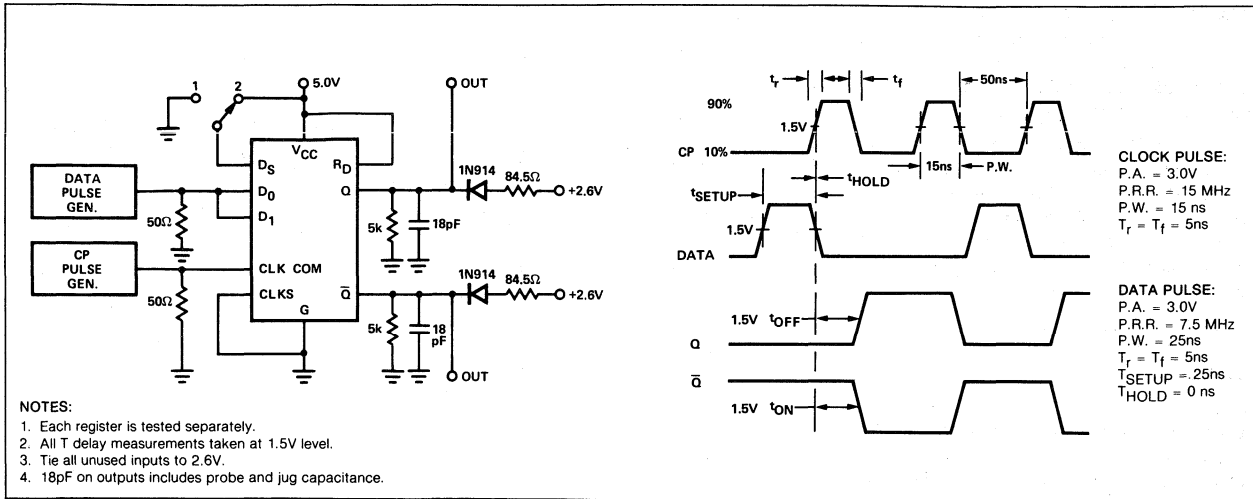 1
2
5.0V
OUT
VCC
DS
RD
DATA
PULSE
GEN.
D0
D1
Q
1N914
84.5Ω
+2.6V
50Ω
5k
18pF
CP
PULSE
GEN.
CLK COM
CLKS
Q̅
G
50Ω
1N914
84.5Ω
+2.6V
5k
18
pF
OUT
NOTES:
1. Each register is tested separately.
2. All T delay measurements taken at 1.5V level.
3. Tie all unused inputs to 2.6V.
4. 18pF on outputs includes probe and jug capacitance.
tr
tf
50ns
90%
1.5V
CP 10%
15ns
P.W.
tHOLD
tSETUP
1.5V
DATA
1.5V tOFF
Q
Q̅
1.5V tON
CLOCK PULSE:
P.A. = 3.0V
P.R.R. = 15 MHz
P.W. = 15 ns
Tr = Tf = 5ns
DATA PULSE:
P.A. = 3.0V
P.R.R. = 7.5 MHz
P.W. = 25ns
Tr = Tf = 5ns
TSETUP = 25ns
THOLD = 0 ns